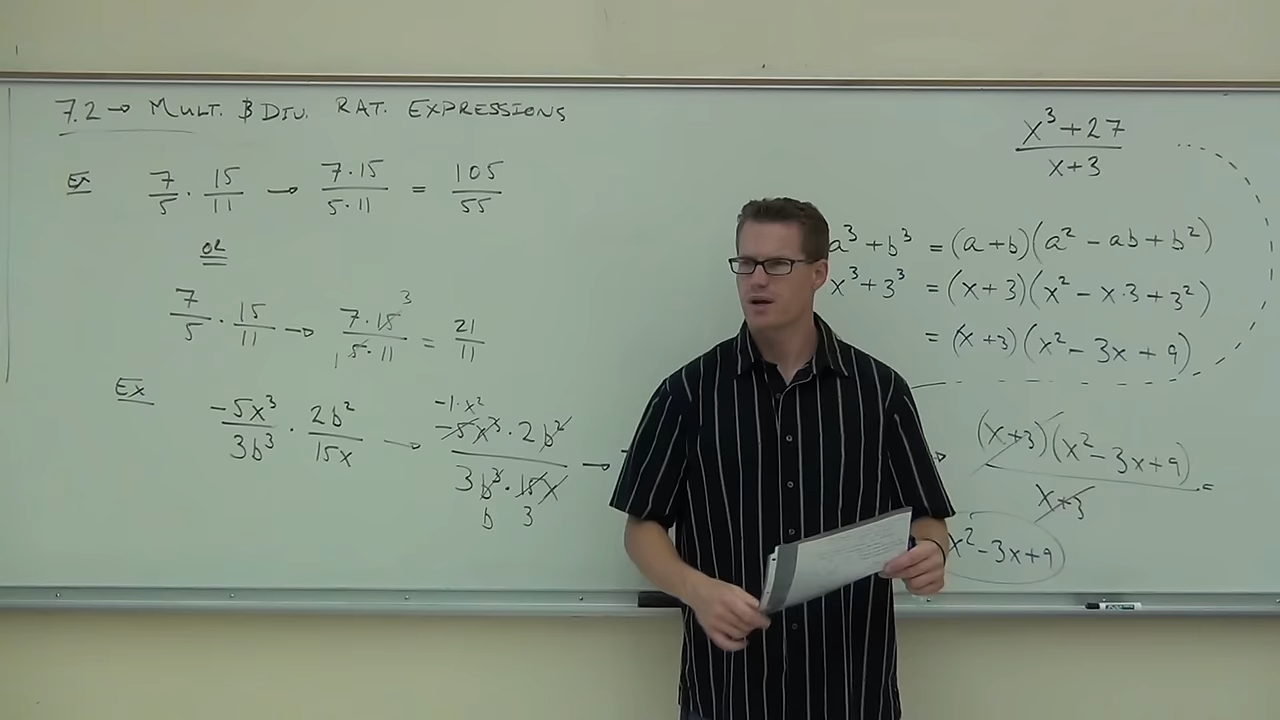 7.2 → MULT. & DIV. RAT. EXPRESSIONS
Ex 7/5 · 15/11 → 7·15/5·11 = 105/55
OR
7/5 · 15/11 → 7·15 3/1 5·11 = 21/11
Ex -5x³/3b³ · 2b²/15x → -1·x² -5x³·2b²/3b³·15x b 3 →
x³+27/x+3
a³+b³ = (a+b)(a²-ab+b²)
x³+3³ = (x+3)(x²-x·3+3²)
= (x+3)(x²-3x+9)
(x+3)(x²-3x+9)/x+3 =
x²-3x+9